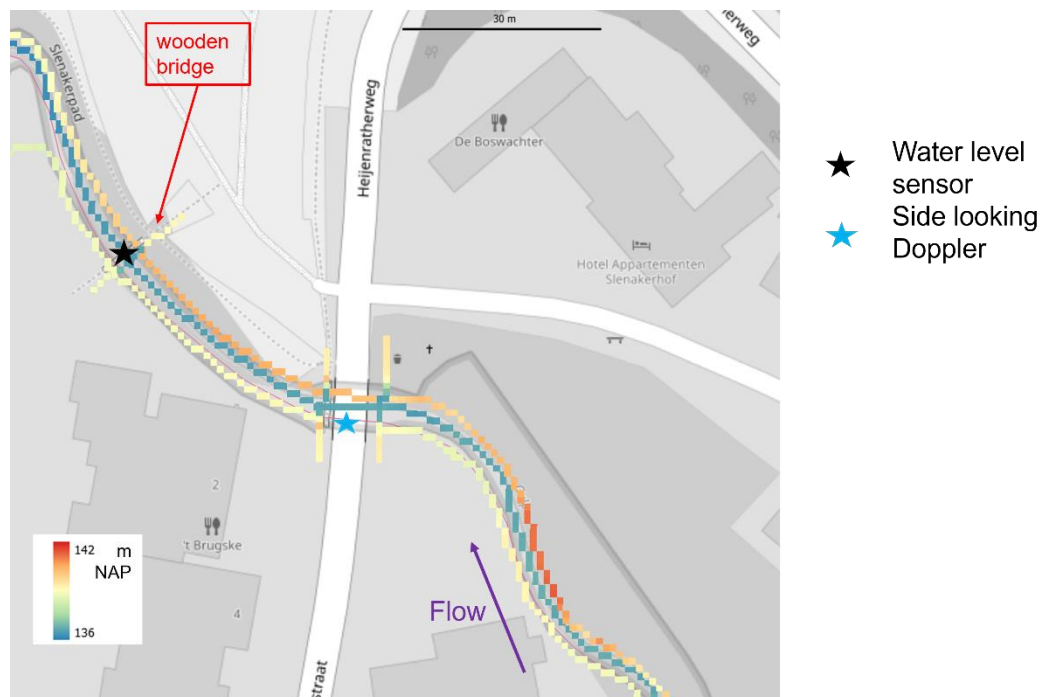 wooden
bridge
30 m
Slenakerpad
Heijenratherweg
De Boswachter
Hotel Appartementen
Slenakerhof
2
't Brugske
4
142
m
NAP
136
Flow
straat
Water level
sensor
Side looking
Doppler